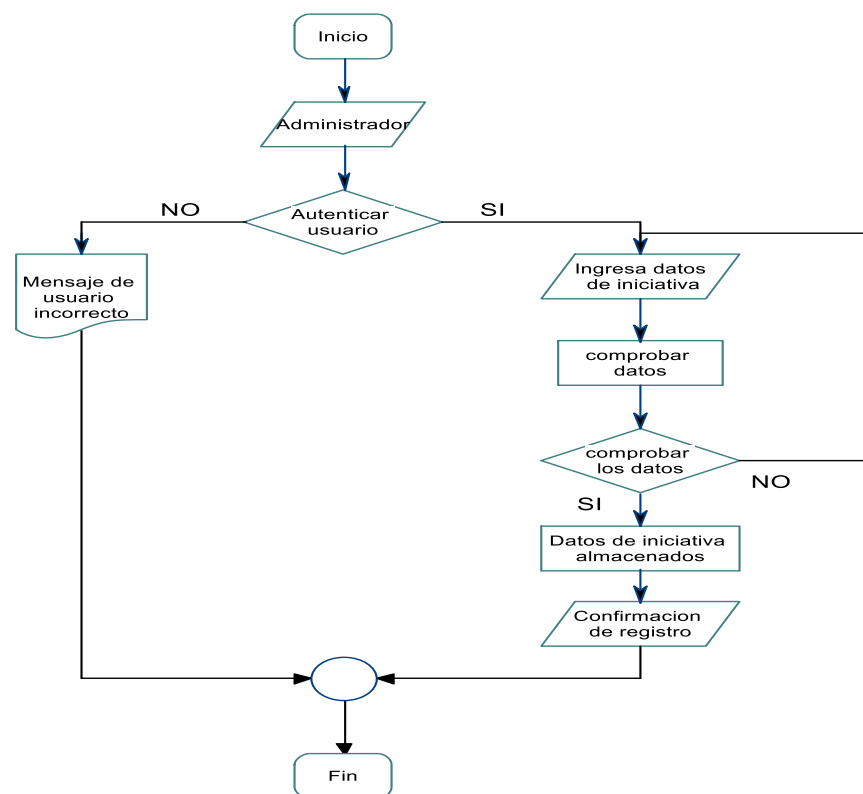 Inicio
Administrador
Autenticar
usuario
NO
SI
Mensaje de
usuario
incorrecto
Ingresa datos
de iniciativa
comprobar
datos
comprobar
los datos
NO
SI
Datos de iniciativa
almacenados
Confirmacion
de registro
Fin